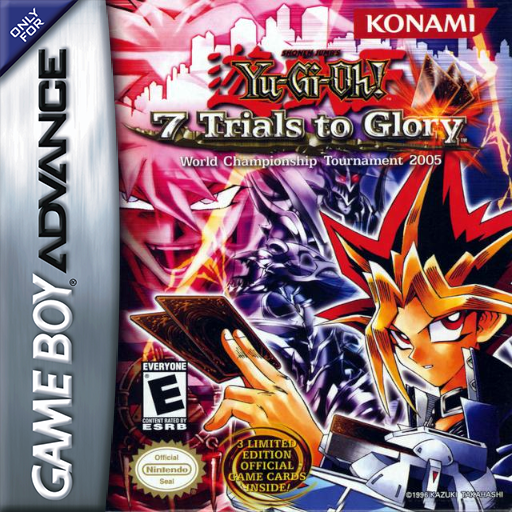 ONLY
FOR
KONAMI
GAME BOY ADVANCE
SHONEN JUMP'S
Yu-Gi-Oh!
7 Trials to Glory™
World Championship Tournament 2005
EVERYONE
E
CONTENT RATED BY
ESRB
Official
Nintendo
Seal
3 LIMITED
EDITION
OFFICIAL
GAME CARDS
INSIDE!
©1996 KAZUKI TAKAHASHI